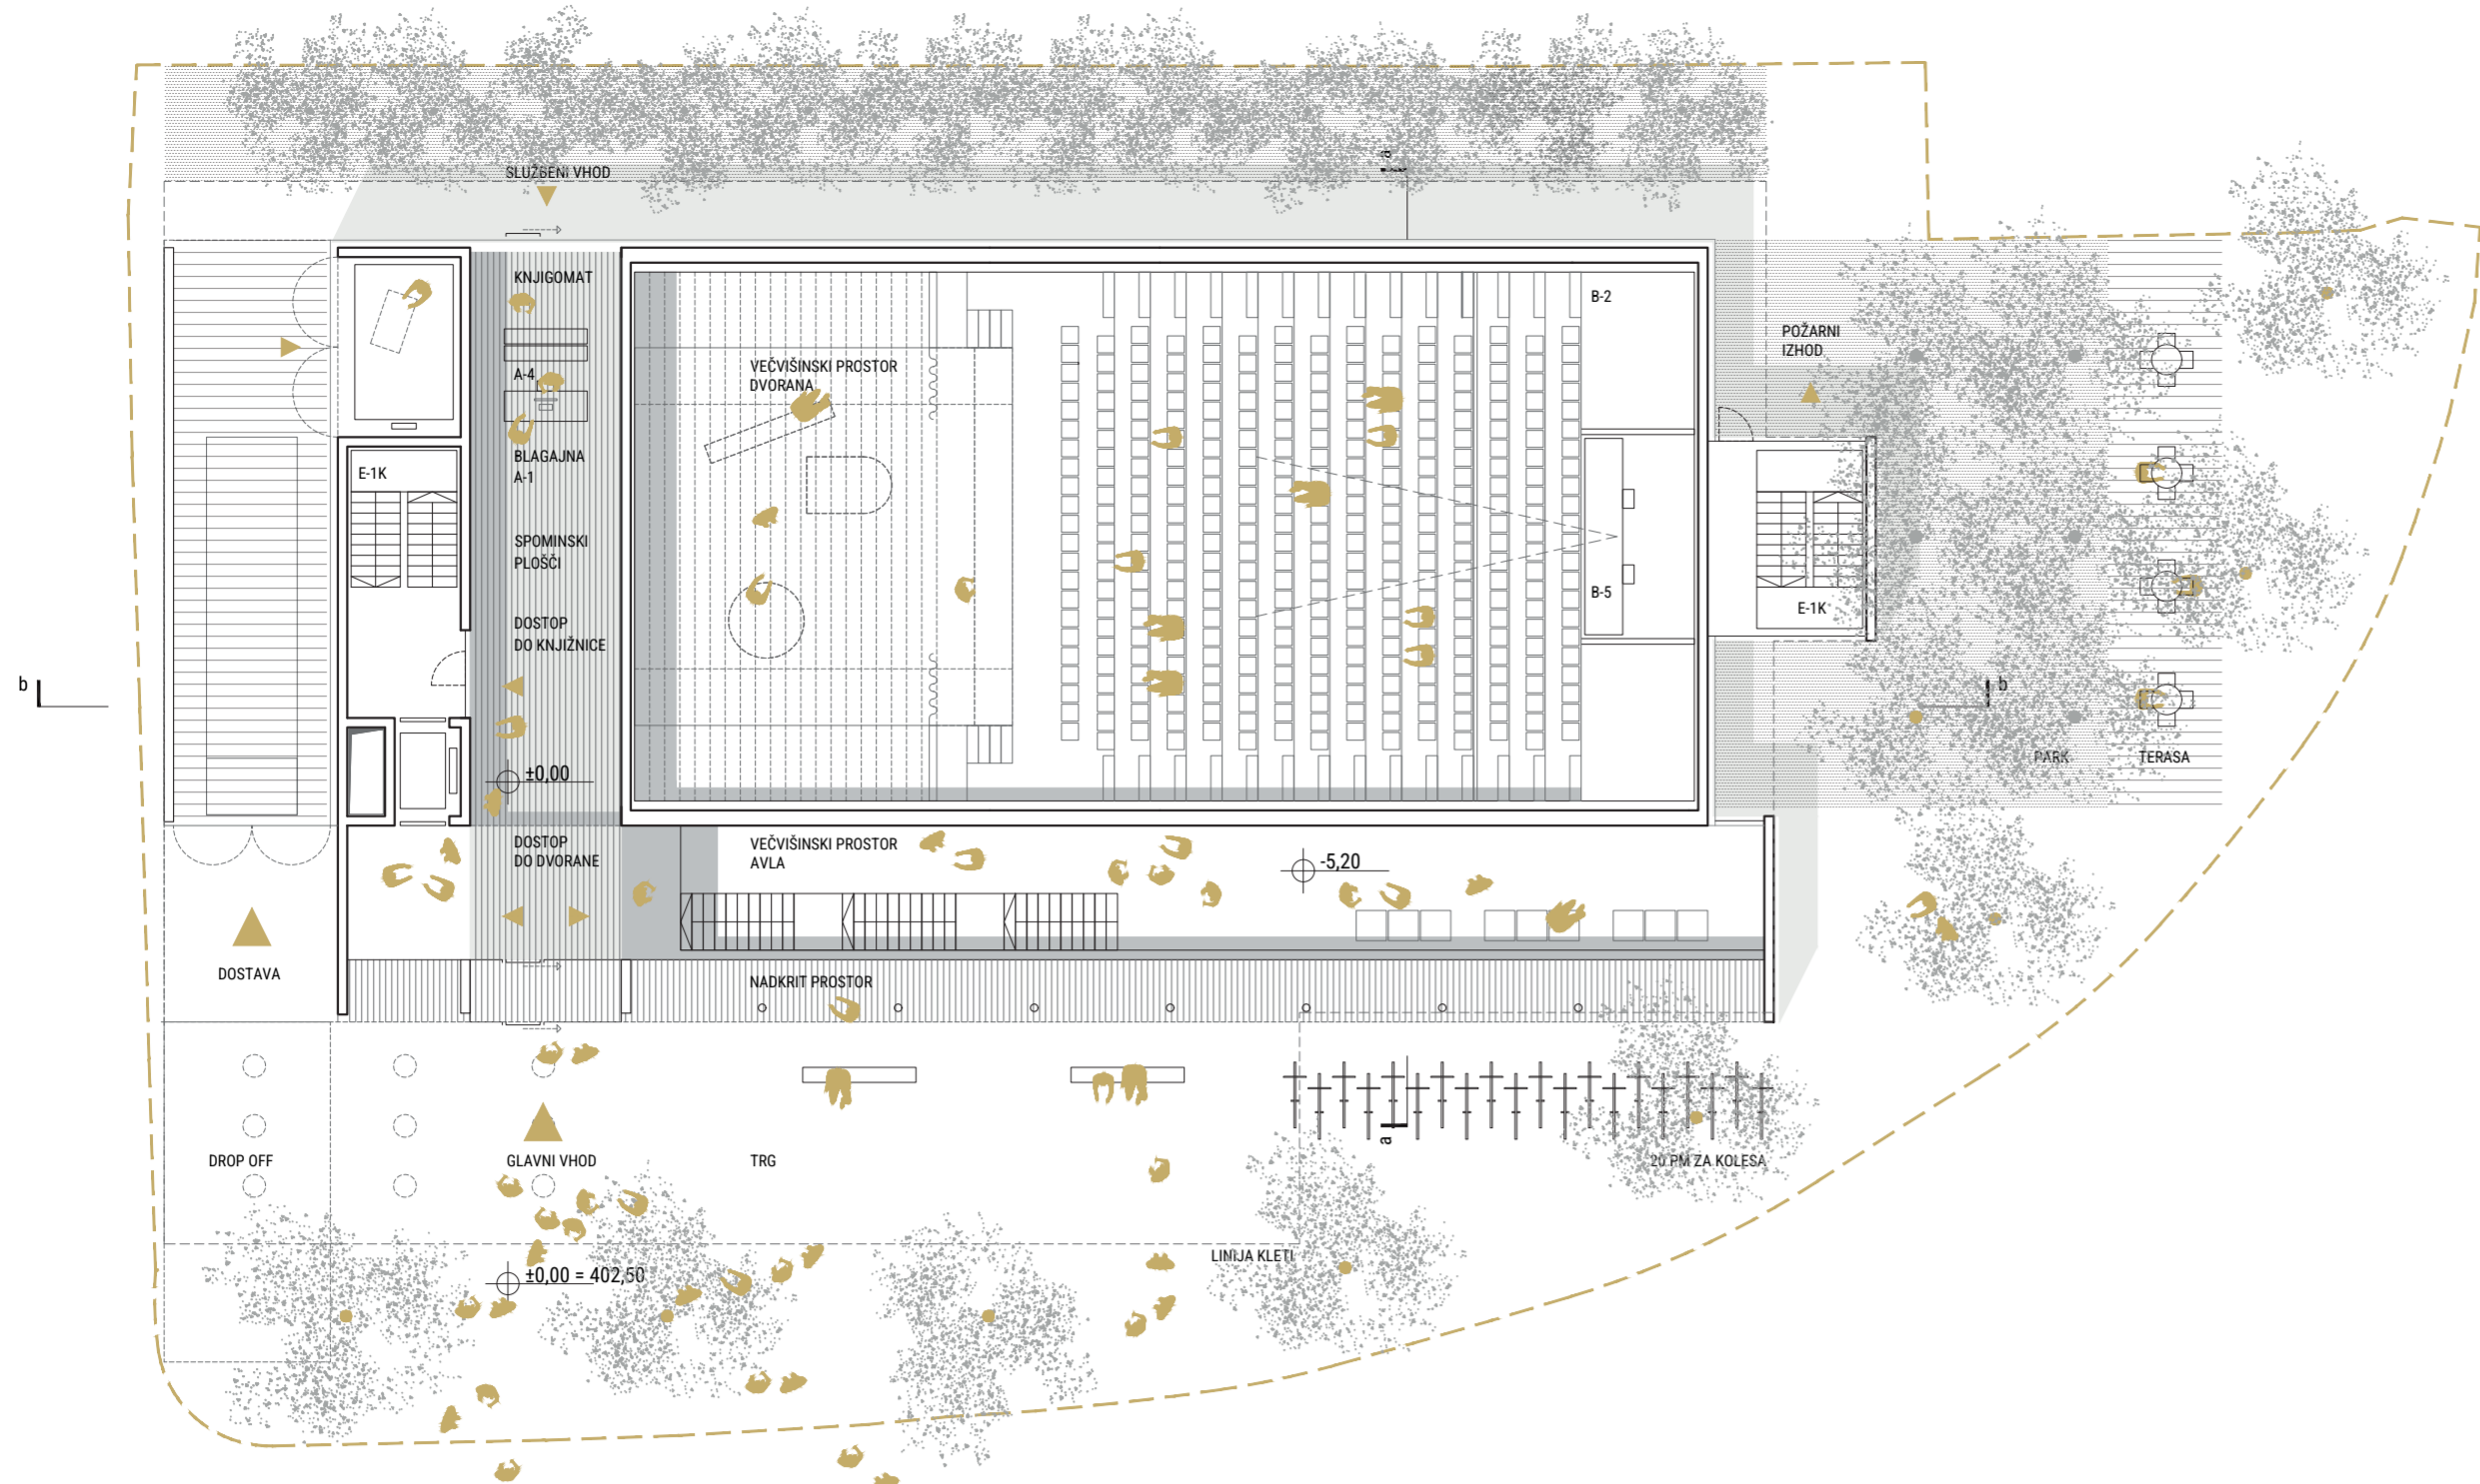 SLUŽBENI VHOD
a
KNJIGOMAT
B-2
POŽARNI
IZHOD
VEČVIŠINSKI PROSTOR
DVORANA
A-4
BLAGAJNA
A-1
E-1K
SPOMINSKI
PLOŠČI
B-5
E-1K
DOSTOP
DO KNJIŽNICE
b
b
PARK
TERASA
±0,00
DOSTOP
DO DVORANE
VEČVIŠINSKI PROSTOR
AVLA
-5,20
DOSTAVA
NADKRIT PROSTOR
a
DROP OFF
GLAVNI VHOD
TRG
20 PM ZA KOLESA
LINIJA KLETI
±0,00 = 402,50